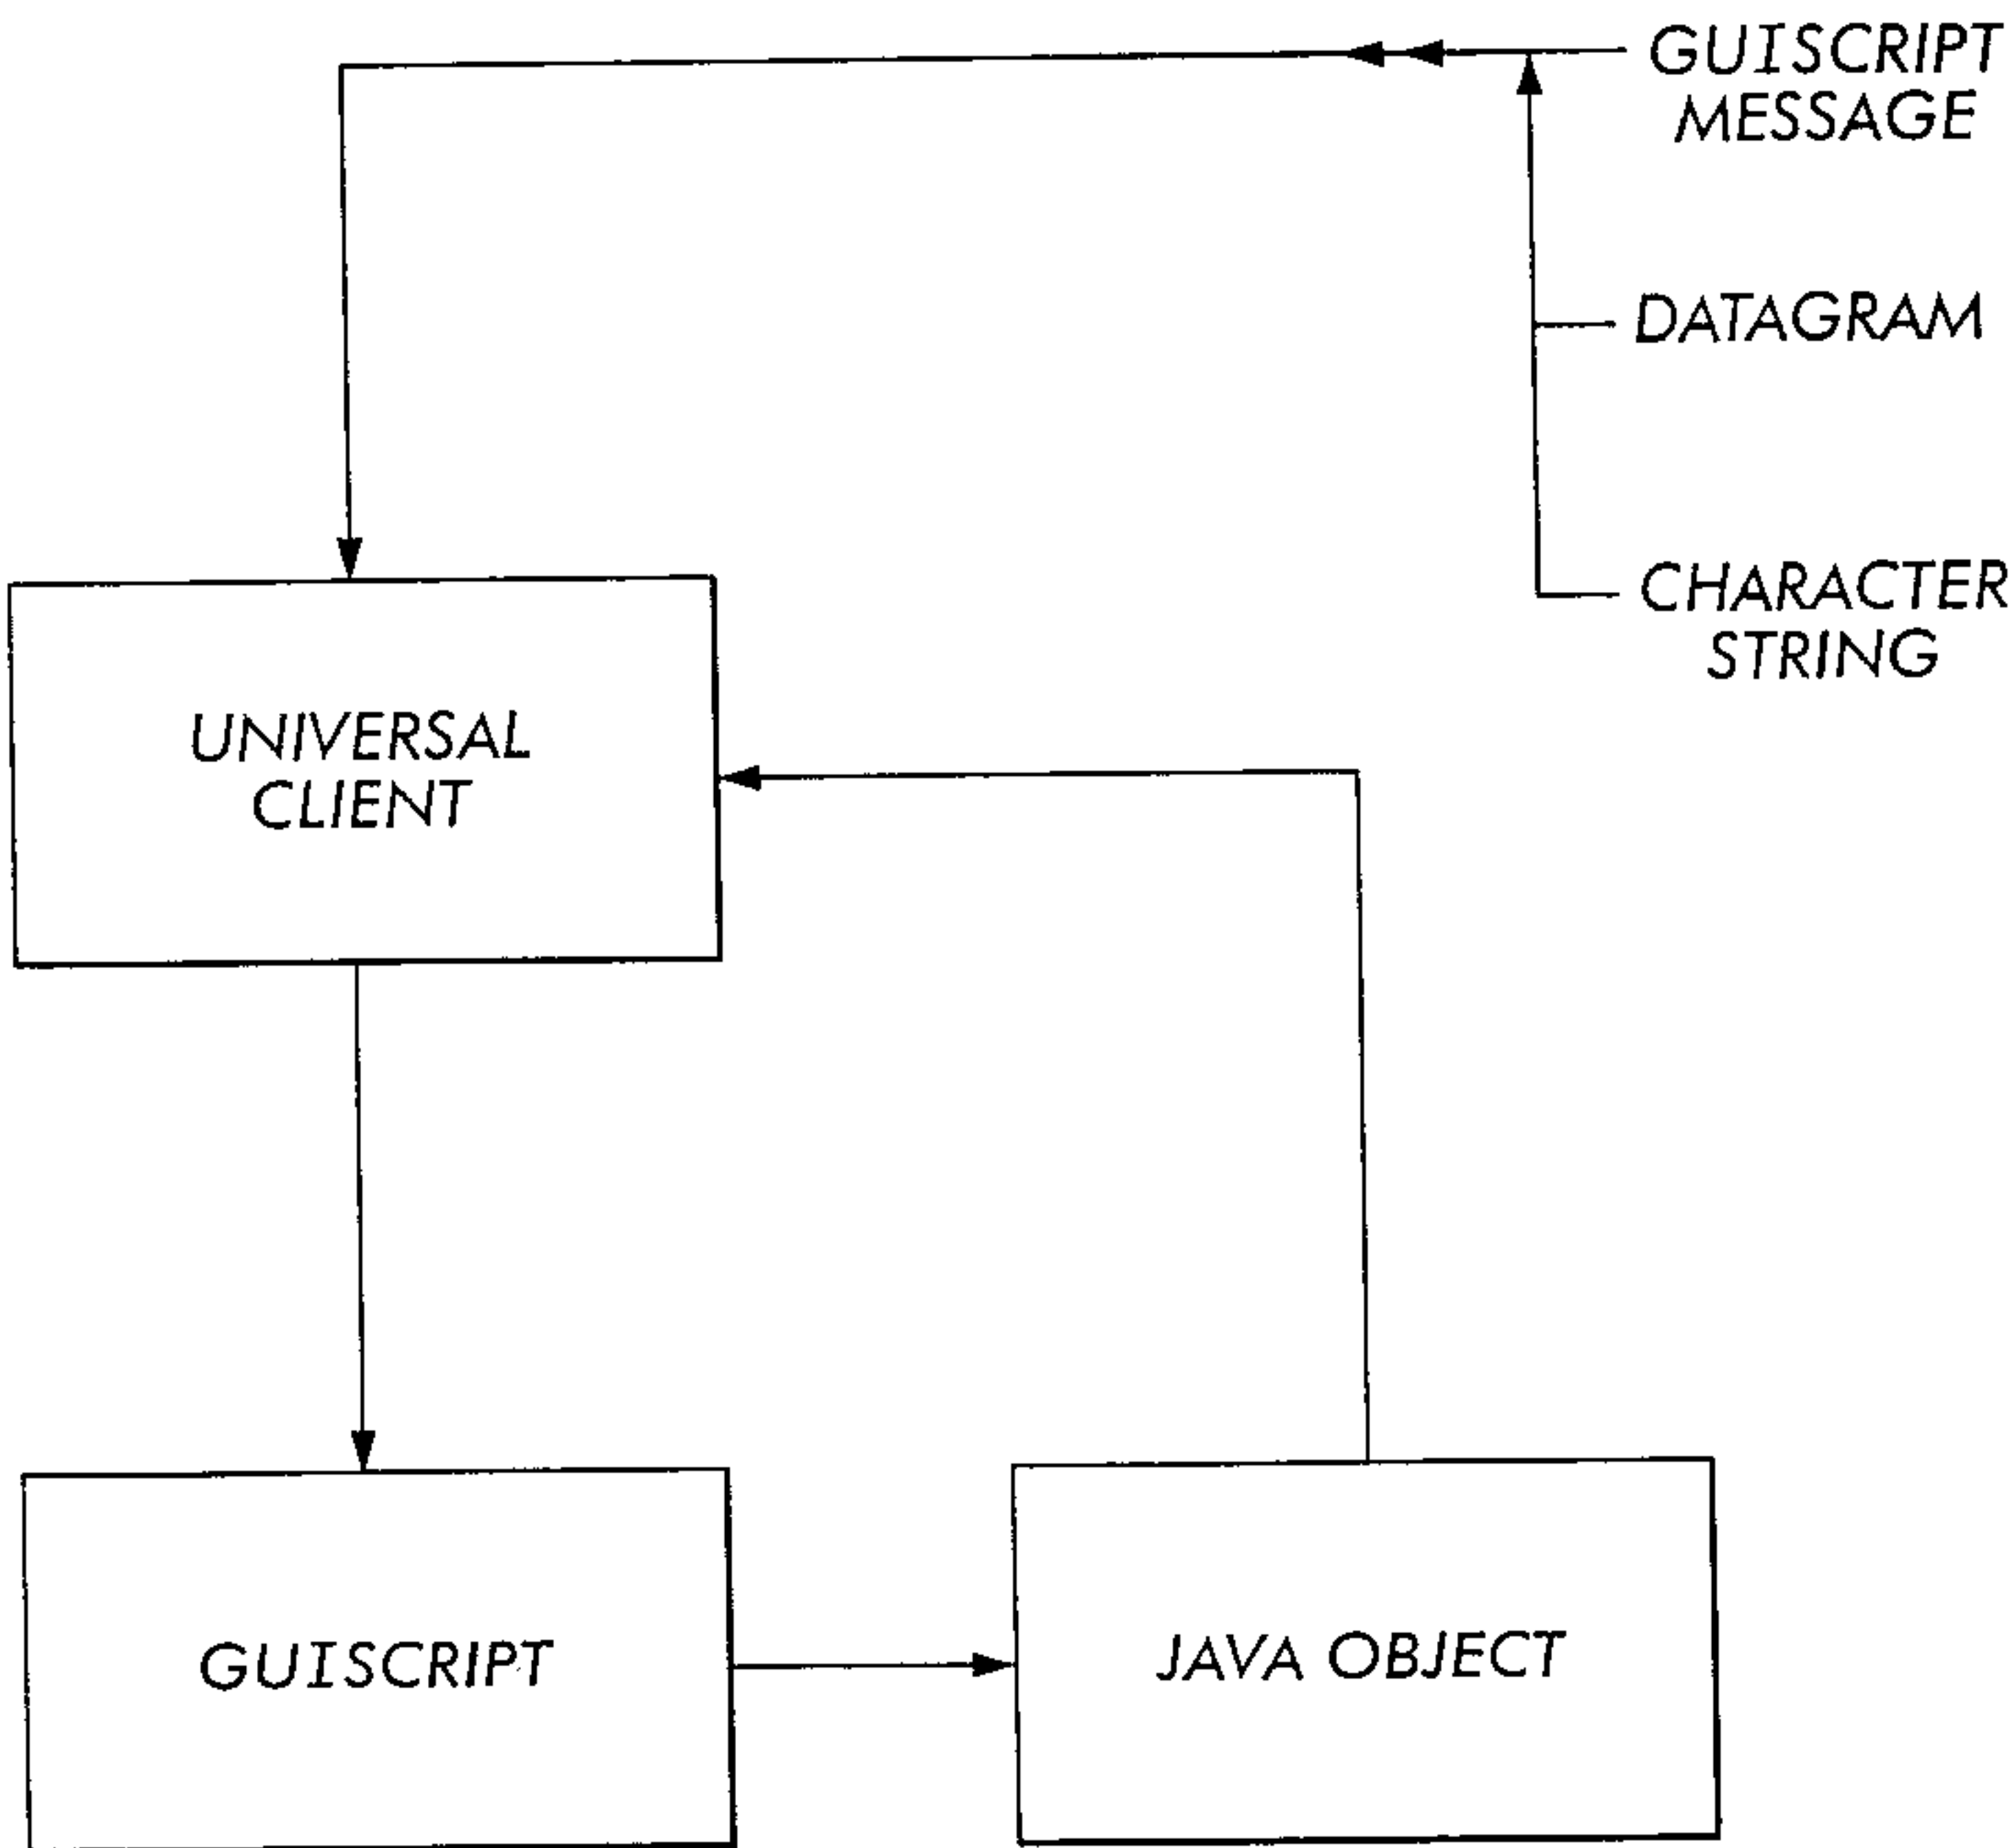 GUISCRIPT
MESSAGE
DATAGRAM
CHARACTER
STRING
UNIVERSAL
CLIENT
GUISCRIPT
JAVA OBJECT